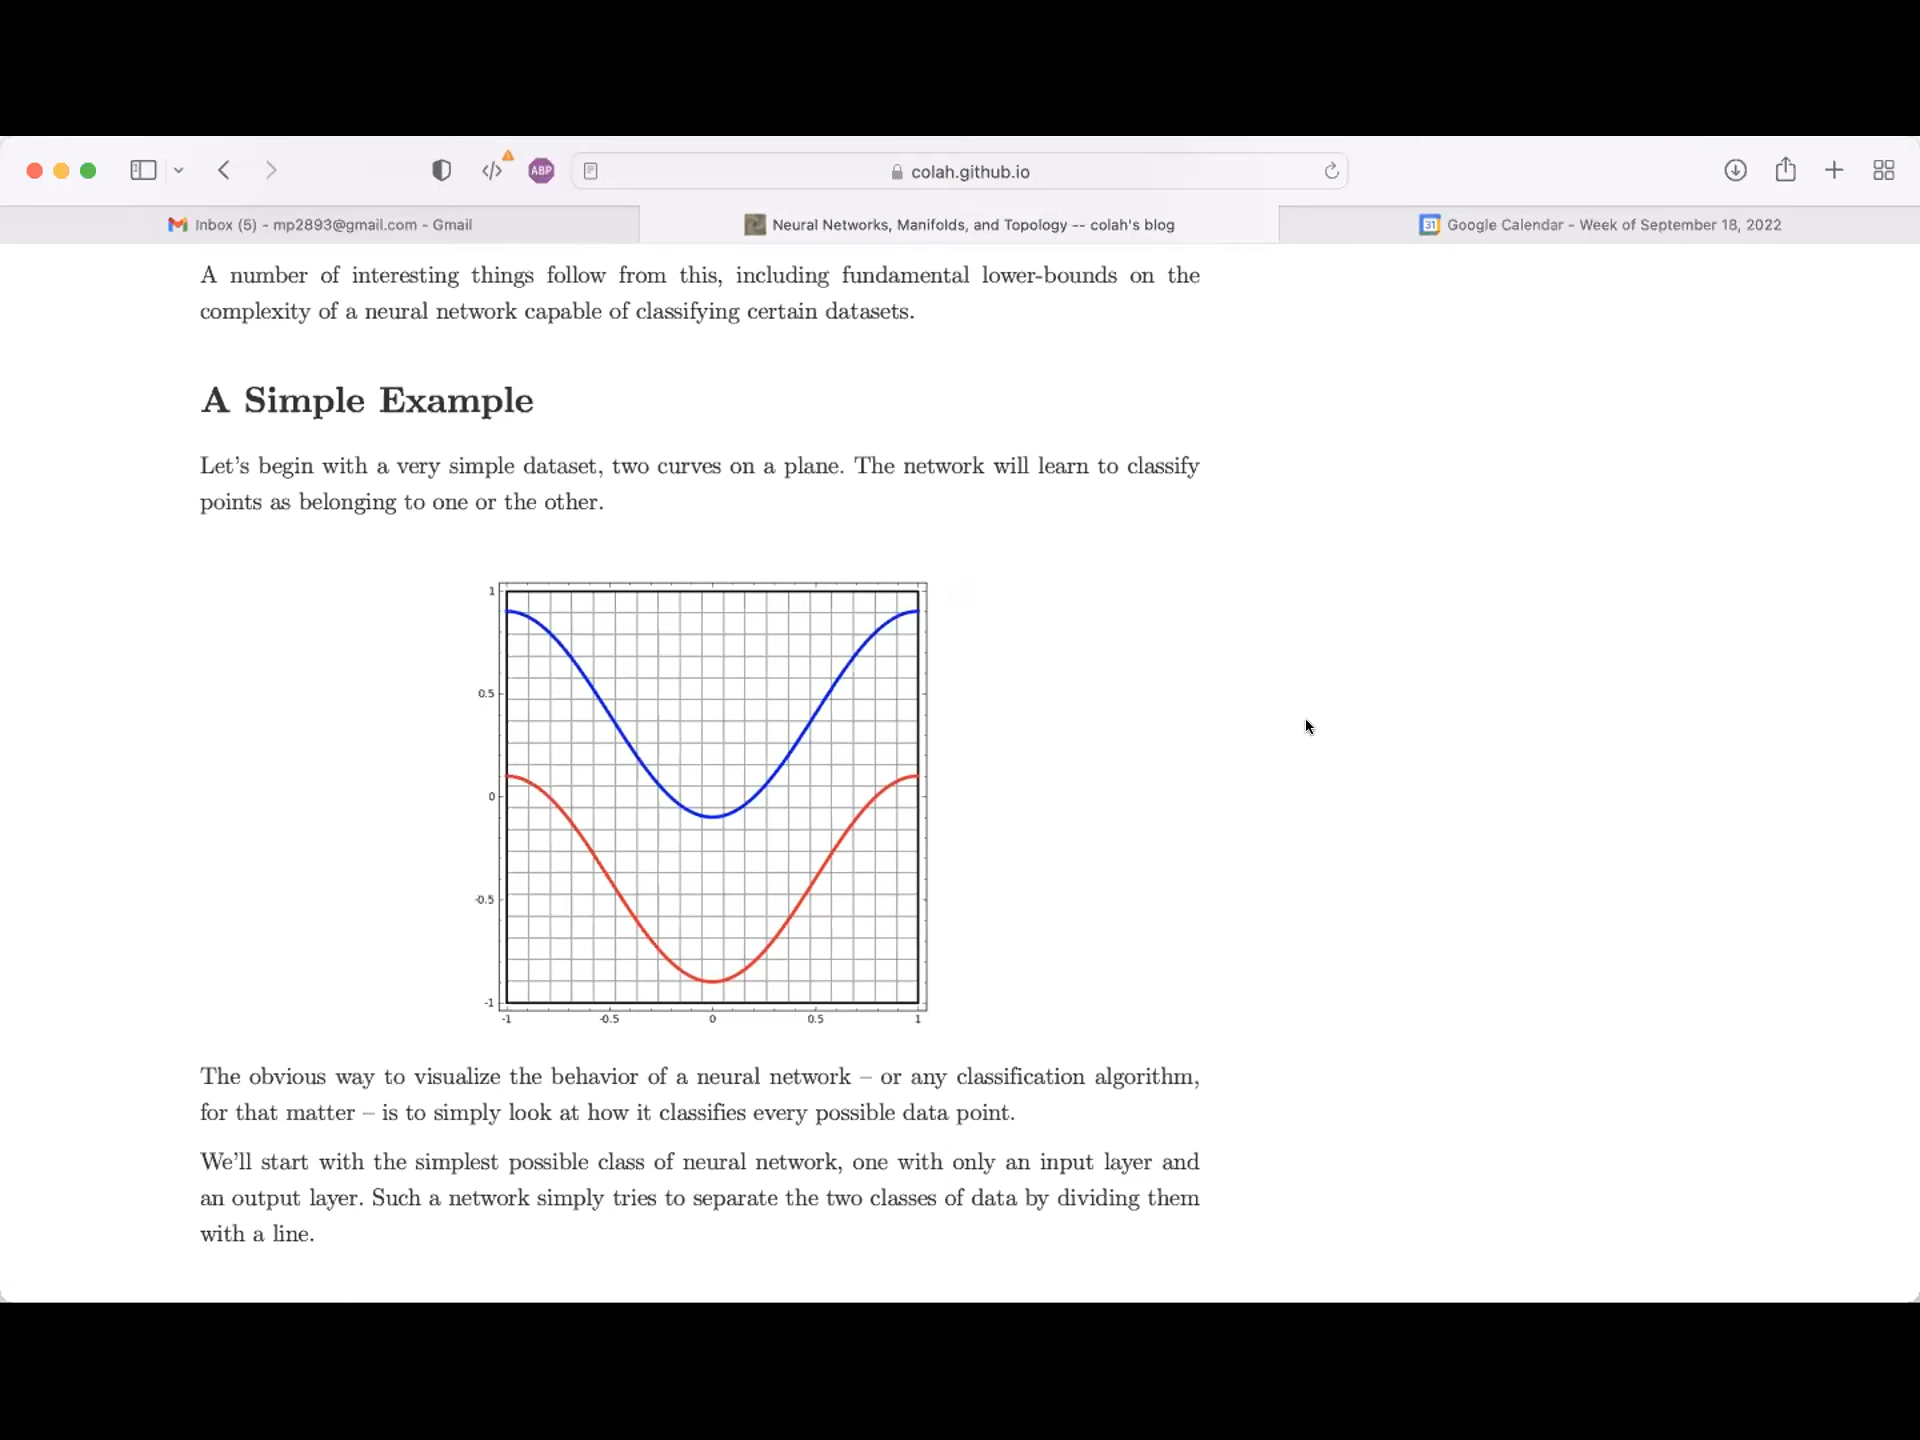 ABP
colah.github.io
Inbox (5) - mp2893@gmail.com - Gmail
Neural Networks, Manifolds, and Topology -- colah's blog
31
Google Calendar - Week of September 18, 2022
A number of interesting things follow from this, including fundamental lower-bounds on the
complexity of a neural network capable of classifying certain datasets.
A Simple Example
Let's begin with a very simple dataset, two curves on a plane. The network will learn to classify
points as belonging to one or the other.
1
0.5
0
-0.5
-1
-1 -0.5 0 0.5 1
The obvious way to visualize the behavior of a neural network – or any classification algorithm,
for that matter – is to simply look at how it classifies every possible data point.
We'll start with the simplest possible class of neural network, one with only an input layer and
an output layer. Such a network simply tries to separate the two classes of data by dividing them
with a line.